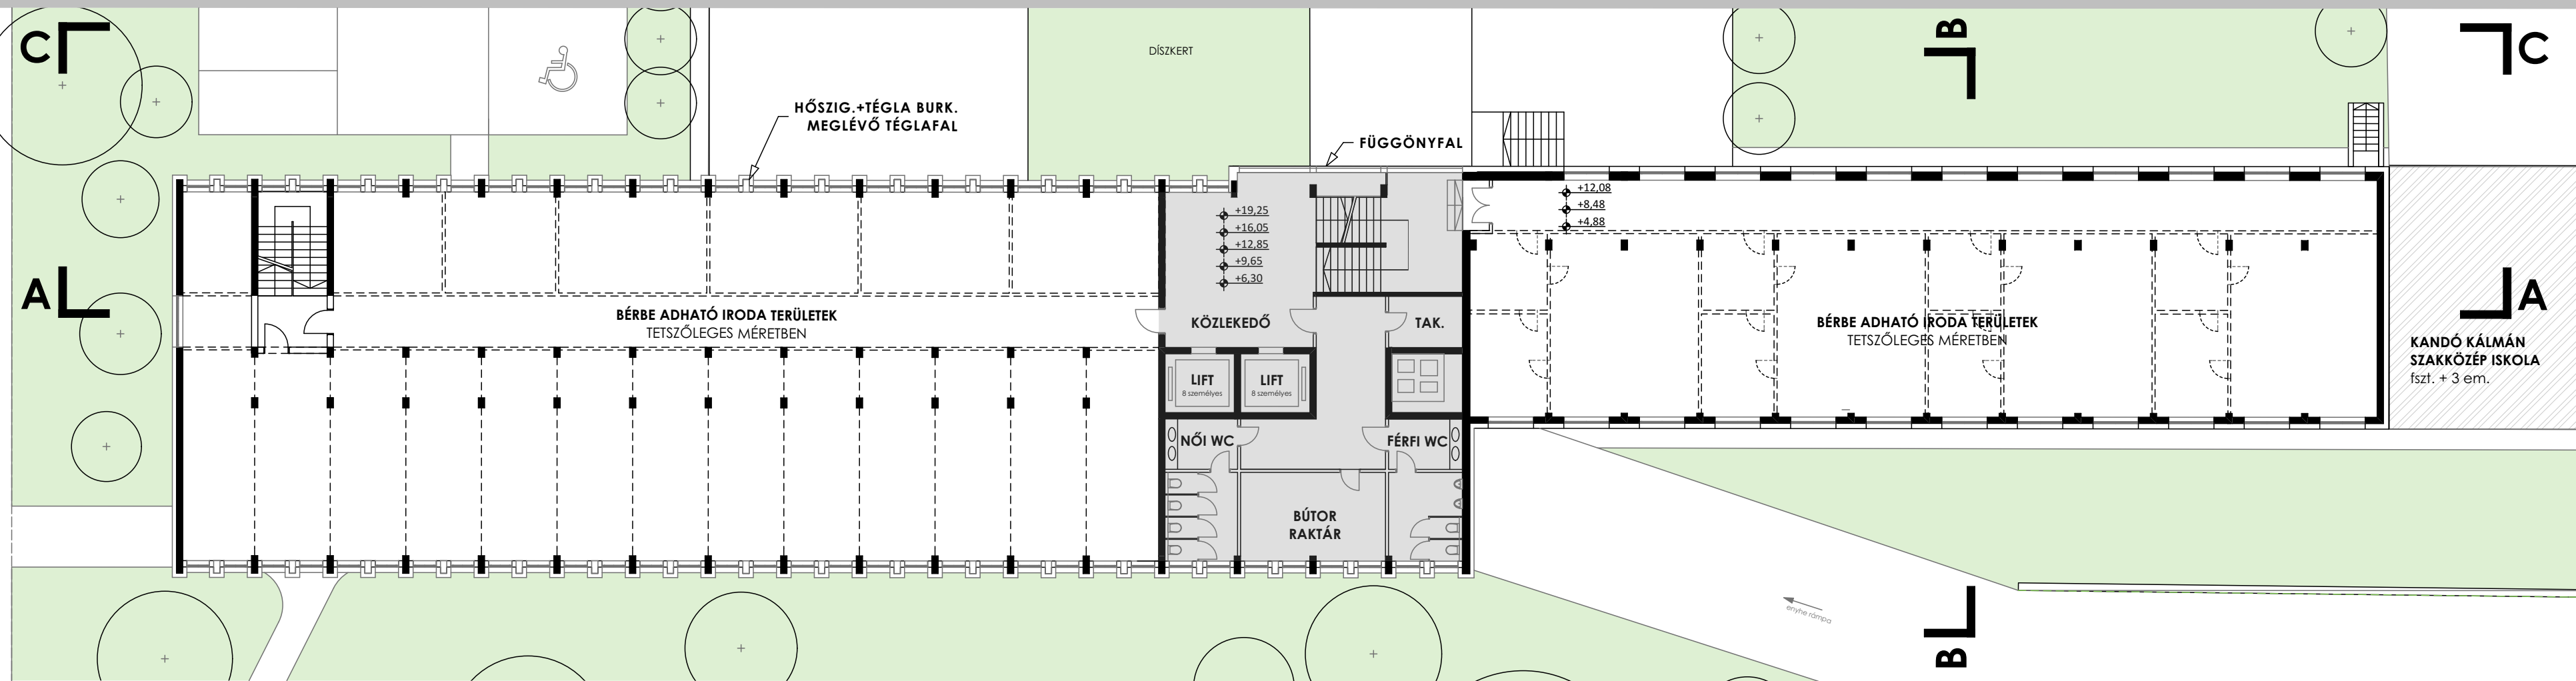 C
B
C
DÍSZKERT
HŐSZIG.+TÉGLA BURK.
MEGLÉVŐ TÉGLAFAL
FÜGGÖNYFAL
+19,25
+16,05
+12,85
+9,65
+6,30
+12,08
+8,48
+4,88
A
A
BÉRBE ADHATÓ IRODA TERÜLETEK
TETSZŐLEGES MÉRETBEN
KÖZLEKEDŐ
TAK.
BÉRBE ADHATÓ IRODA TERÜLETEK
TETSZŐLEGES MÉRETBEN
KANDÓ KÁLMÁN
SZAKKÖZÉP ISKOLA
fszt. + 3 em.
LIFT
8 személyes
LIFT
8 személyes
NŐI WC
FÉRFI WC
BÚTOR
RAKTÁR
enyhe rámpa
B